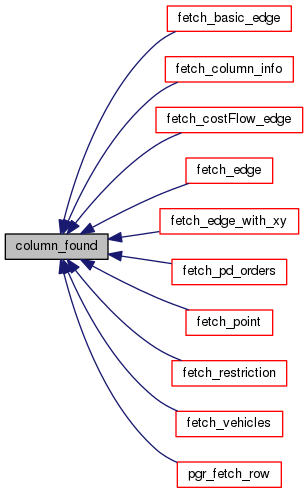 fetch_basic_edge
fetch_column_info
fetch_costFlow_edge
fetch_edge
fetch_edge_with_xy
column_found
fetch_pd_orders
fetch_point
fetch_restriction
fetch_vehicles
pgr_fetch_row